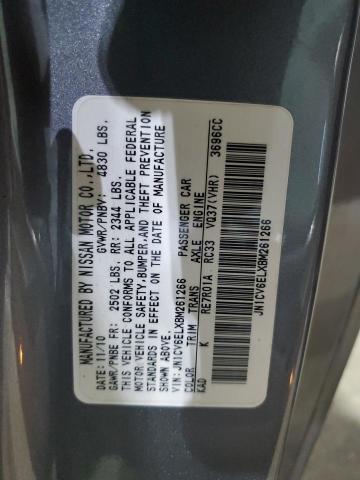 MANUFACTURED BY NISSAN MOTOR CO.,LTD.
DATE: 11/10 GVWR/PNBV: 4830 LBS.
GAWR/PNBE FR: 2502 LBS. RR: 2344 LBS.
THIS VEHICLE CONFORMS TO ALL APPLICABLE FEDERAL
MOTOR VEHICLE SAFETY,BUMPER,AND THEFT PREVENTION
STANDARDS IN EFFECT ON THE DATE OF MANUFACTURE
SHOWN ABOVE.
VIN: JN1CV6ELXBM261266 PASSENGER CAR
COLOR TRIM TRANS AXLE ENGINE
KAD K RE7R01A RC33 VQ37(VHR) 3696CC
JN1CV6ELXBM261266